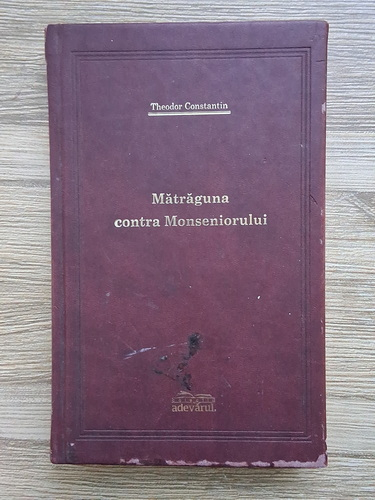 Theodor Constantin
Mătrăguna
contra Monseniorului
adevărul